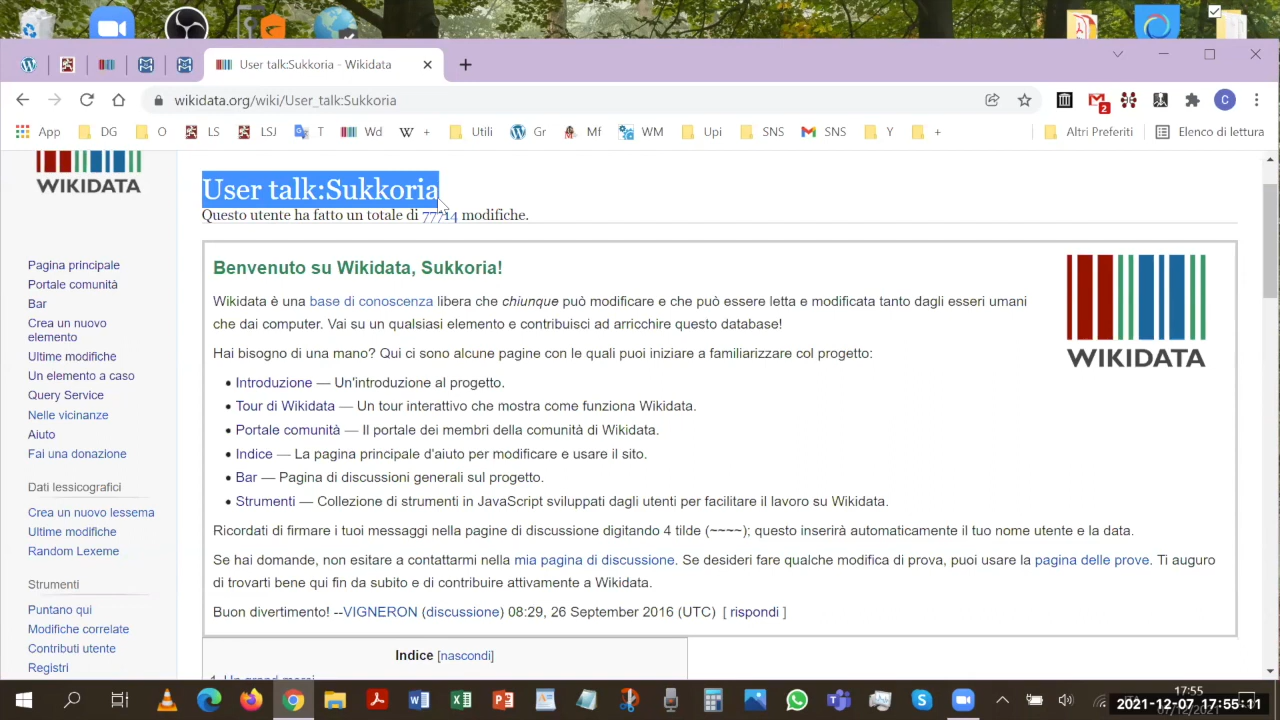 User talk:Sukkoria - Wikidata
wikidata.org/wiki/User_talk:Sukkoria
2
C
App DG O LS LSJ T Wd + Utili Gr Mf WM Upi SNS SNS Y + Altri Preferiti Elenco di lettura
WIKIDATA
Pagina principale
Portale comunità
Bar
Crea un nuovo
elemento
Ultime modifiche
Un elemento a caso
Query Service
Nelle vicinanze
Aiuto
Fai una donazione
Dati lessicografici
Crea un nuovo lessema
Ultime modifiche
Random Lexeme
Strumenti
Puntano qui
Modifiche correlate
Contributi utente
Registri
User talk:Sukkoria
Questo utente ha fatto un totale di 77714 modifiche.
Benvenuto su Wikidata, Sukkoria!
Wikidata è una base di conoscenza libera che chiunque può modificare e che può essere letta e modificata tanto dagli esseri umani
che dai computer. Vai su un qualsiasi elemento e contribuisci ad arricchire questo database!
Hai bisogno di una mano? Qui ci sono alcune pagine con le quali puoi iniziare a familiarizzare col progetto:
• Introduzione — Un'introduzione al progetto.
• Tour di Wikidata — Un tour interattivo che mostra come funziona Wikidata.
• Portale comunità — Il portale dei membri della comunità di Wikidata.
• Indice — La pagina principale d'aiuto per modificare e usare il sito.
• Bar — Pagina di discussioni generali sul progetto.
• Strumenti — Collezione di strumenti in JavaScript sviluppati dagli utenti per facilitare il lavoro su Wikidata.
Ricordati di firmare i tuoi messaggi nella pagine di discussione digitando 4 tilde (~~~~); questo inserirà automaticamente il tuo nome utente e la data.
Se hai domande, non esitare a contattarmi nella mia pagina di discussione. Se desideri fare qualche modifica di prova, puoi usare la pagina delle prove. Ti auguro
di trovarti bene qui fin da subito e di contribuire attivamente a Wikidata.
Buon divertimento! --VIGNERON (discussione) 08:29, 26 September 2016 (UTC) [ rispondi ]
WIKIDATA
Indice [nascondi]
17:55
2021-12-07 17:55:11